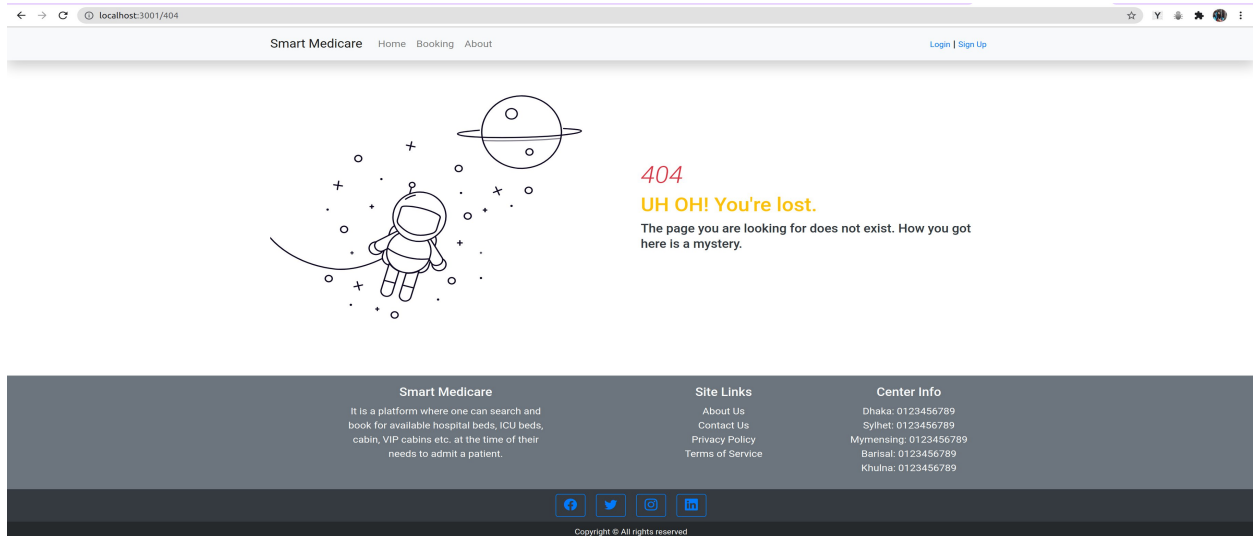 localhost:3001/404
Smart Medicare Home Booking About Login | Sign Up
404
UH OH! You're lost.
The page you are looking for does not exist. How you got
here is a mystery.
Smart Medicare
It is a platform where one can search and
book for available hospital beds, ICU beds,
cabin, VIP cabins etc. at the time of their
needs to admit a patient.
Site Links
About Us
Contact Us
Privacy Policy
Terms of Service
Center Info
Dhaka: 0123456789
Sylhet: 0123456789
Mymensing: 0123456789
Barisal: 0123456789
Khulna: 0123456789
Copyright © All rights reserved